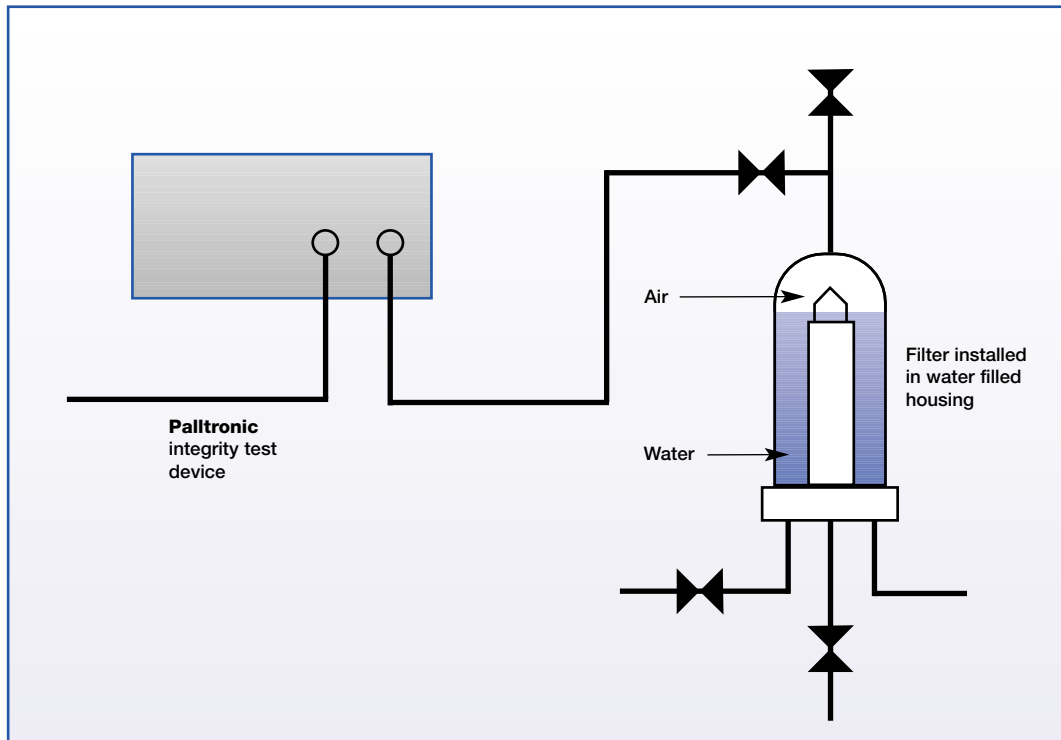 Air
Filter installed
in water filled
housing
Palltronic
integrity test
device
Water